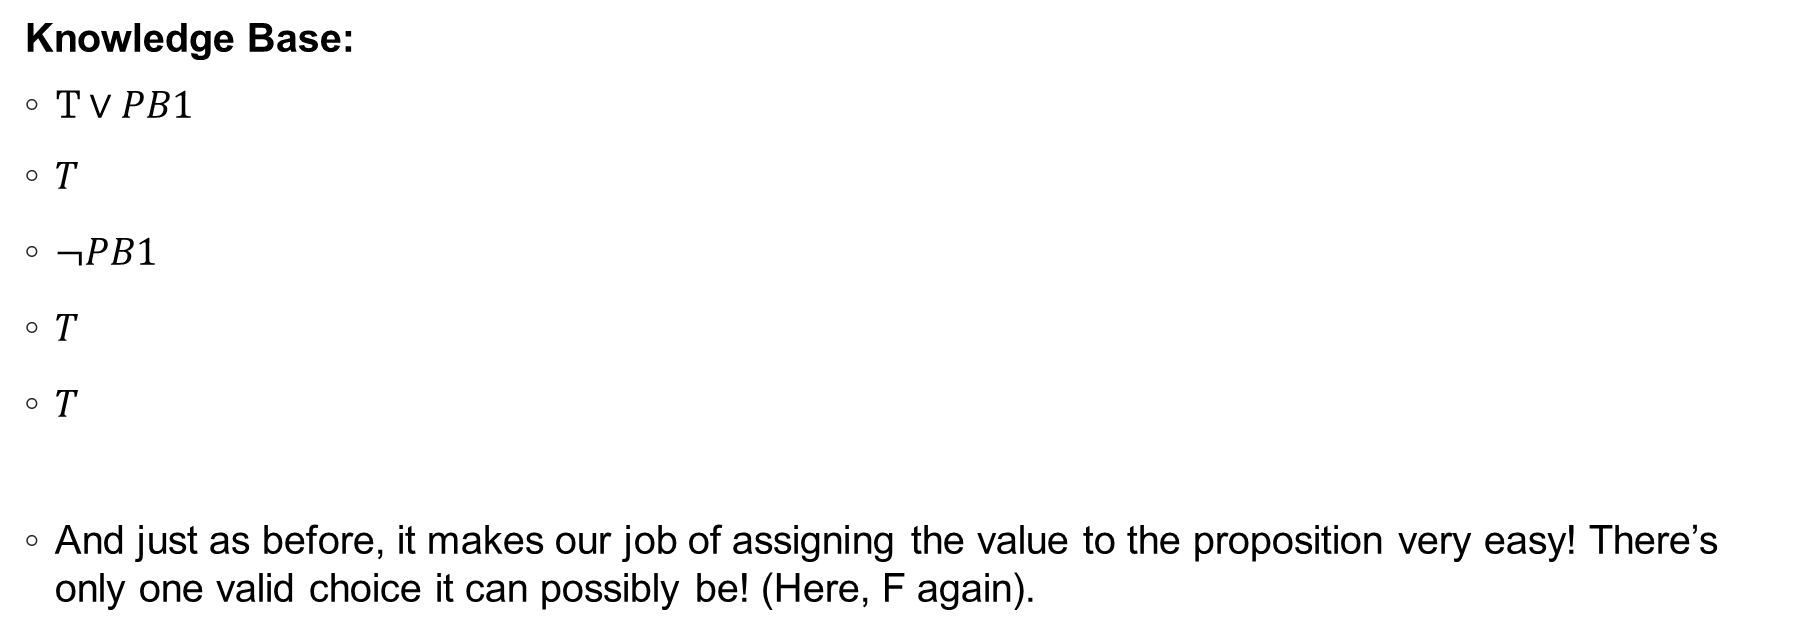 Knowledge Base:
◦ T ∨ PB1
◦ T
◦ ¬PB1
◦ T
◦ T
◦ And just as before, it makes our job of assigning the value to the proposition very easy! There’s
only one valid choice it can possibly be! (Here, F again).